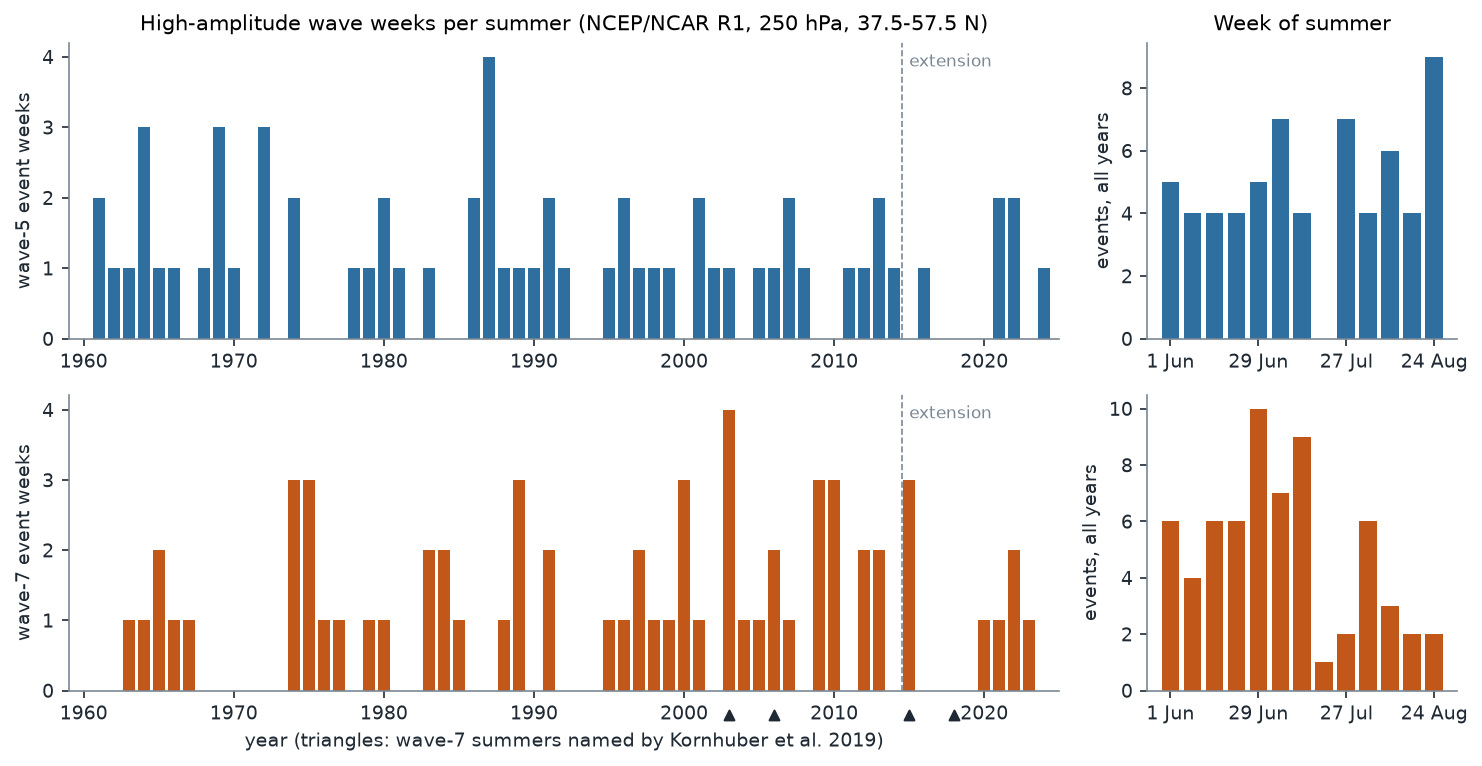 High-amplitude wave weeks per summer (NCEP/NCAR R1, 250 hPa, 37.5-57.5 N)
wave-5 event weeks
4
3
2
1
0
extension
1960 1970 1980 1990 2000 2010 2020
Week of summer
events, all years
8
6
4
2
0
1 Jun 29 Jun 27 Jul 24 Aug
wave-7 event weeks
4
3
2
1
0
extension
1960 1970 1980 1990 2000 2010 2020
year (triangles: wave-7 summers named by Kornhuber et al. 2019)
events, all years
10
8
6
4
2
0
1 Jun 29 Jun 27 Jul 24 Aug